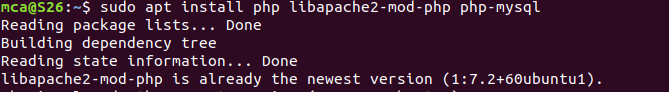 mca@S26:~$ sudo apt install php libapache2-mod-php php-mysql
Reading package lists... Done
Building dependency tree
Reading state information... Done
libapache2-mod-php is already the newest version (1:7.2+60ubuntu1).